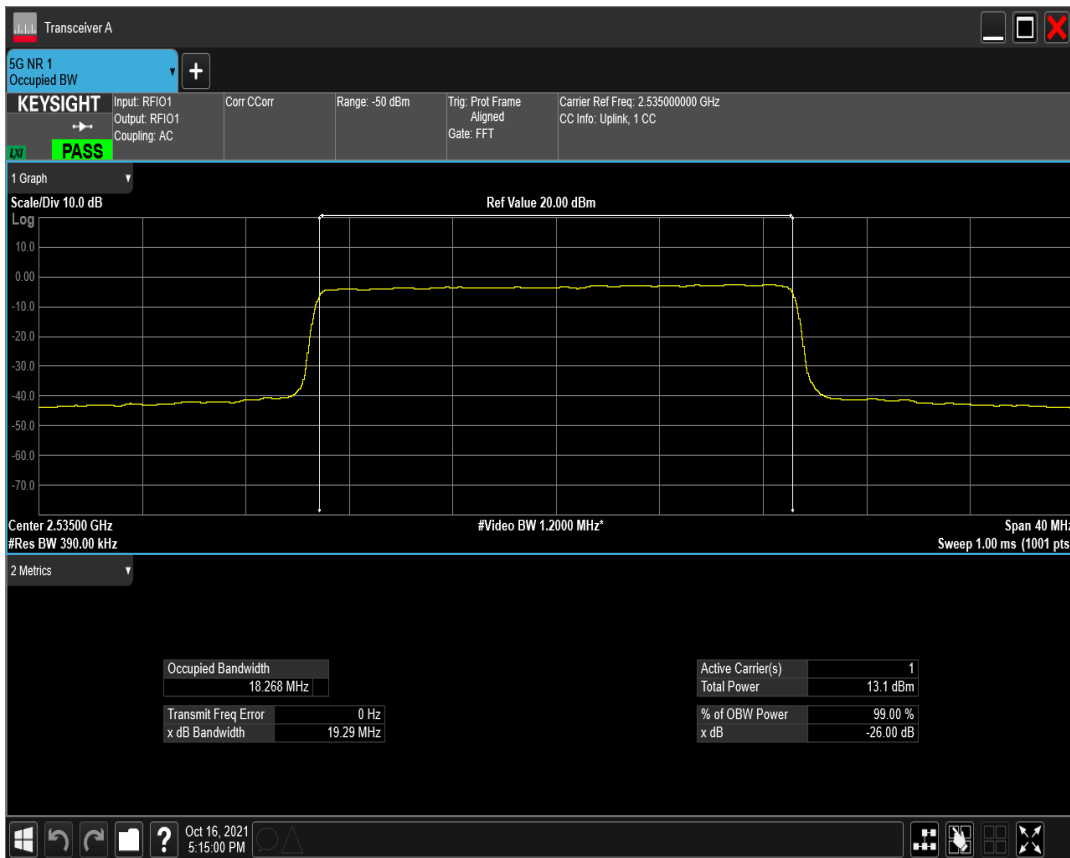 Transceiver A
5G NR 1
Occupied BW
+
KEYSIGHT
LXI
PASS
Input: RFIO1
Output: RFIO1
Coupling: AC
Corr CCorr
Range: -50 dBm
Trig: Prot Frame
Aligned
Gate: FFT
Carrier Ref Freq: 2.535000000 GHz
CC Info: Uplink, 1 CC
1 Graph
Scale/Div 10.0 dB
Ref Value 20.00 dBm
Log
10.0
0.00
-10.0
-20.0
-30.0
-40.0
-50.0
-60.0
-70.0
Center 2.53500 GHz
#Video BW 1.2000 MHz*
Span 40 MHz
#Res BW 390.00 kHz
Sweep 1.00 ms (1001 pts
2 Metrics
Occupied Bandwidth
18.268 MHz
Transmit Freq Error 0 Hz
x dB Bandwidth 19.29 MHz
Active Carrier(s) 1
Total Power 13.1 dBm
% of OBW Power 99.00 %
x dB -26.00 dB
?
Oct 16, 2021
5:15:00 PM